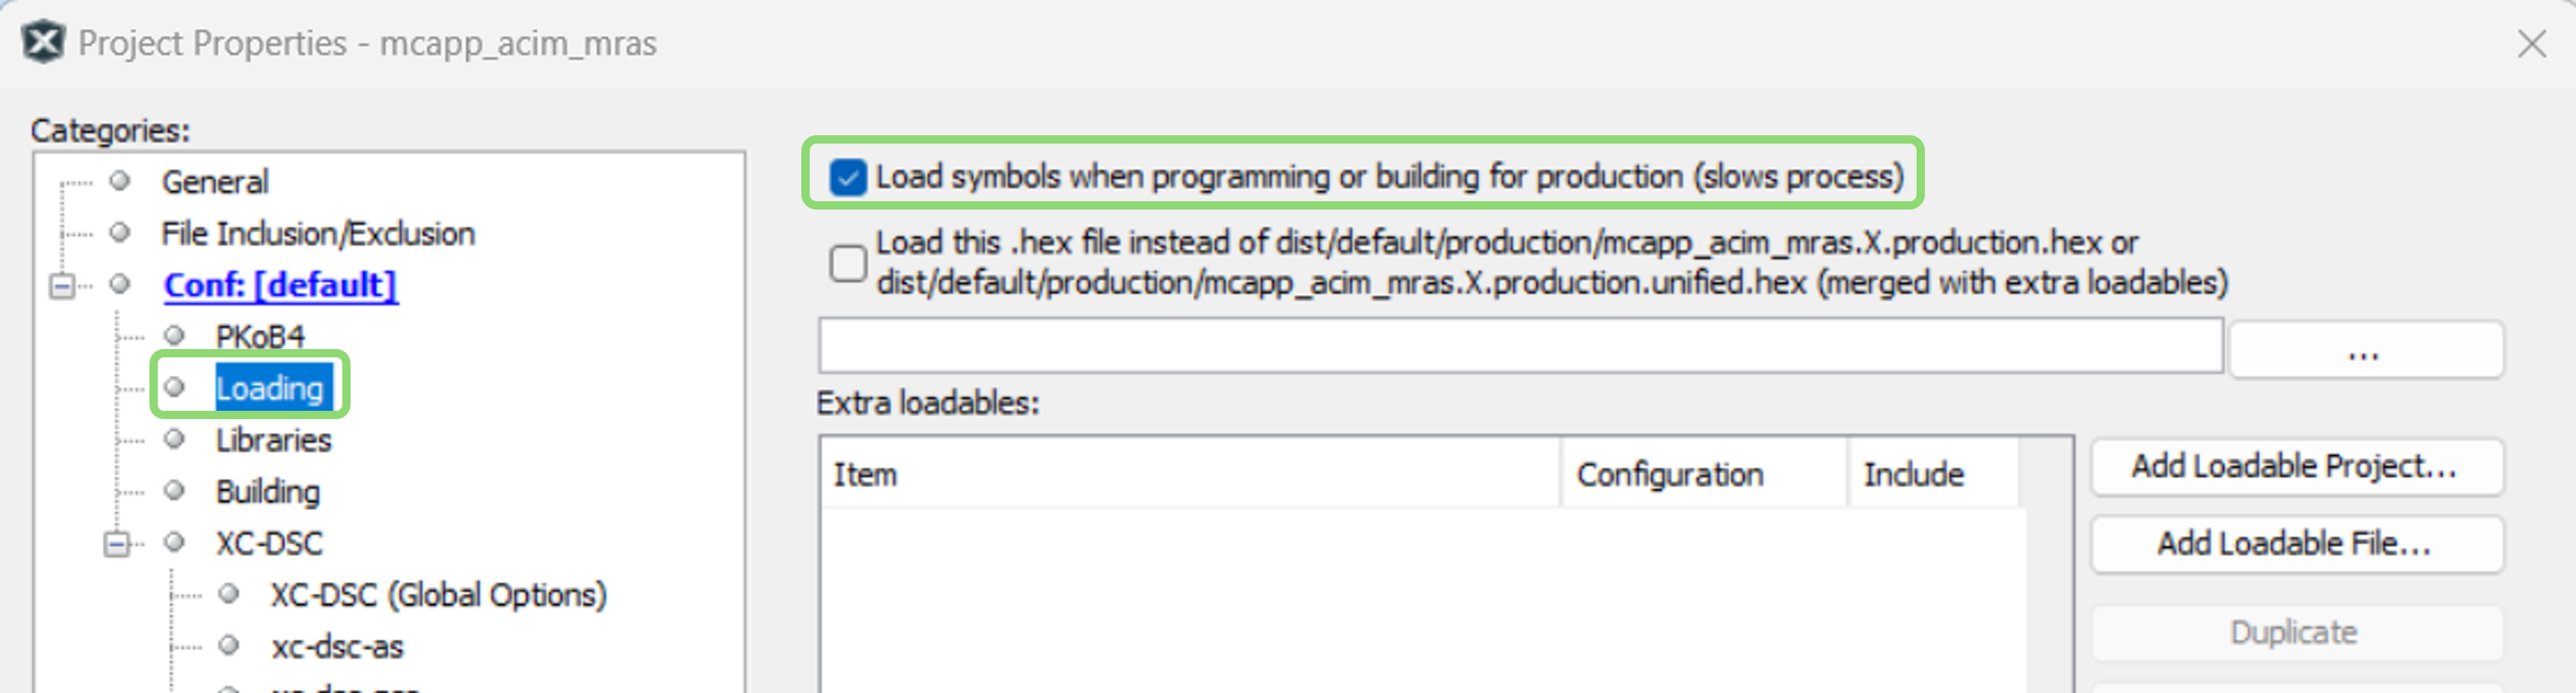 Project Properties - mcapp_acim_mras
Categories:
General
File Inclusion/Exclusion
Conf: [default]
PKoB4
Loading
Libraries
Building
XC-DSC
XC-DSC (Global Options)
xc-dsc-as
Load symbols when programming or building for production (slows process)
Load this .hex file instead of dist/default/production/mcapp_acim_mras.X.production.hex or
dist/default/production/mcapp_acim_mras.X.production.unified.hex (merged with extra loadables)
...
Extra loadables:
Item Configuration Include
Add Loadable Project...
Add Loadable File...
Duplicate